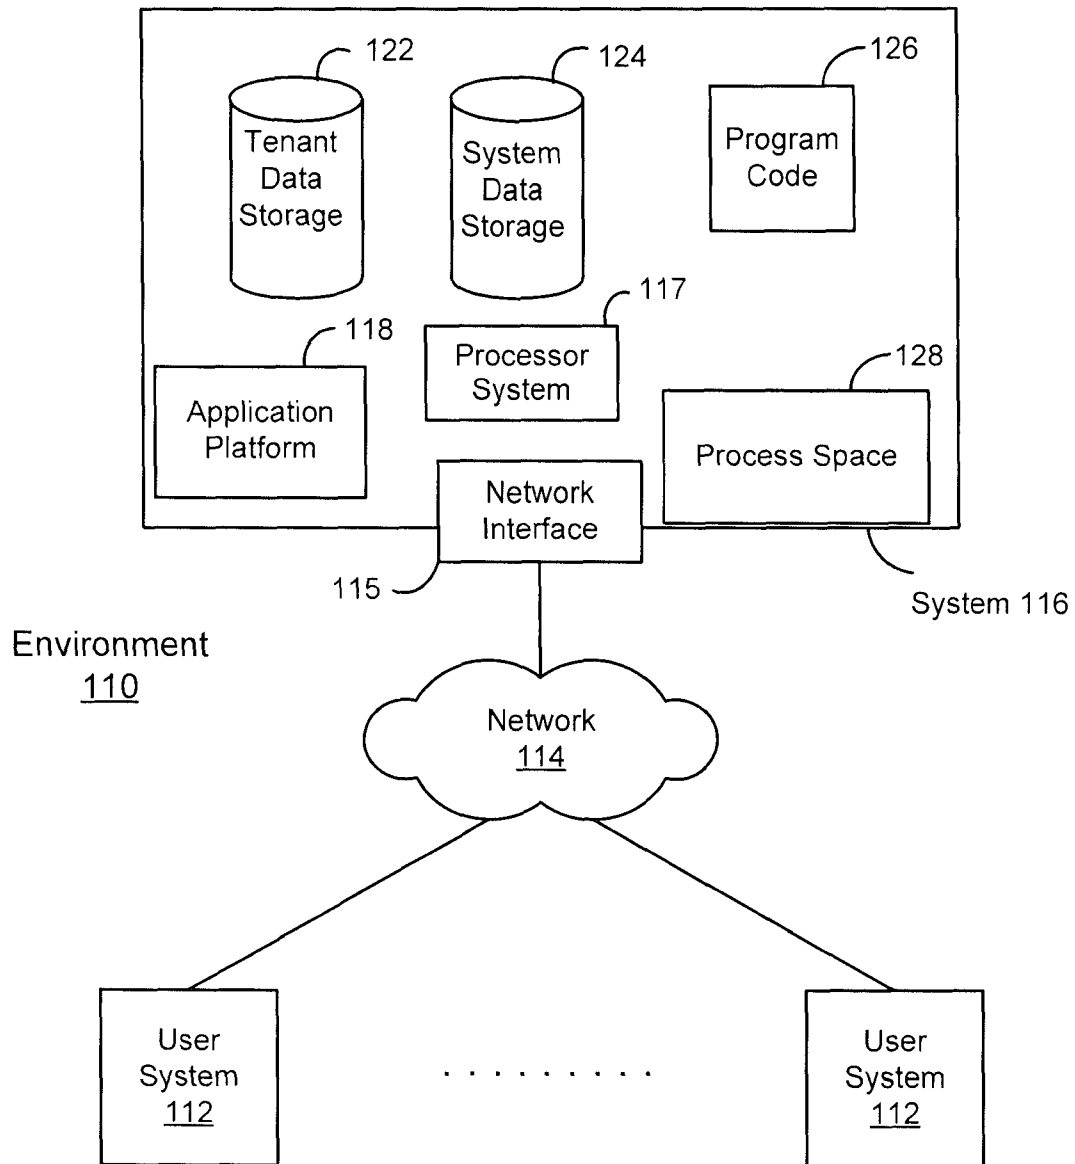 122
124
126
Tenant
Data
Storage
System
Data
Storage
Program
Code
117
118
128
Processor
System
Application
Platform
Process Space
Network
Interface
115
System 116
Environment
110
Network
114
User
System
112
. . . . . . . . .
User
System
112